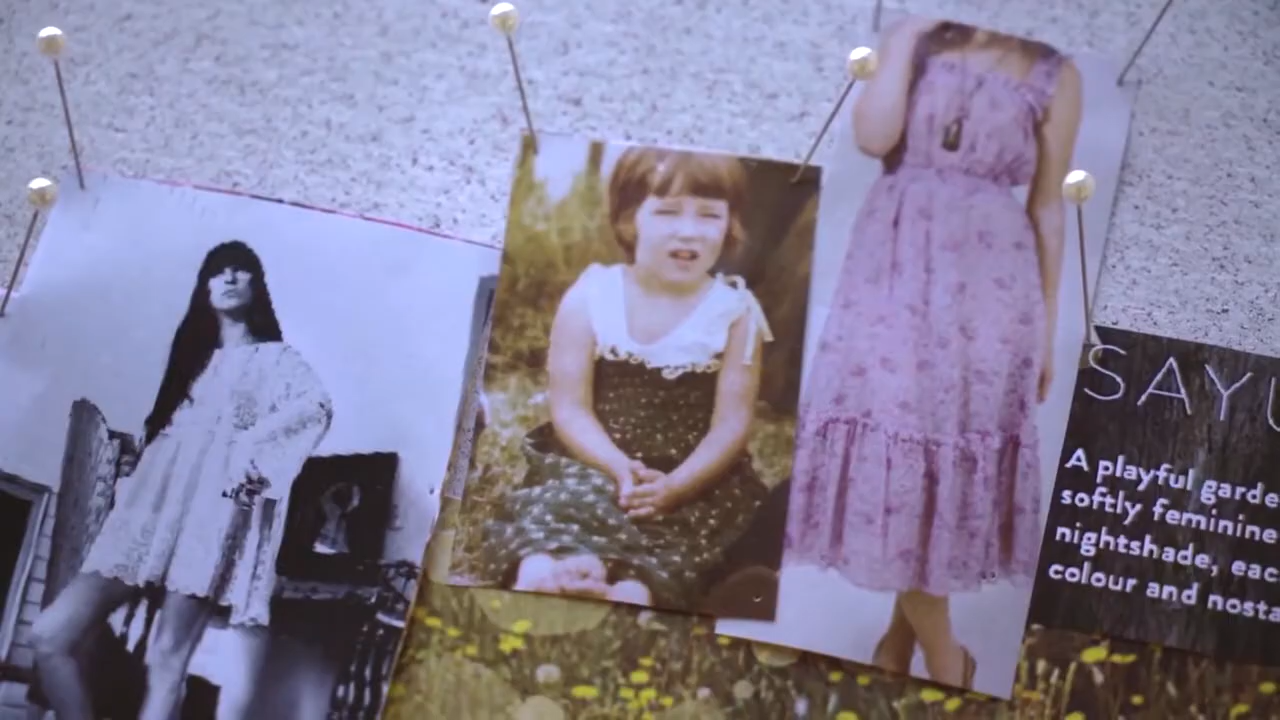 SAYU
A playful garde
softly feminine
nightshade, eac
colour and nosta